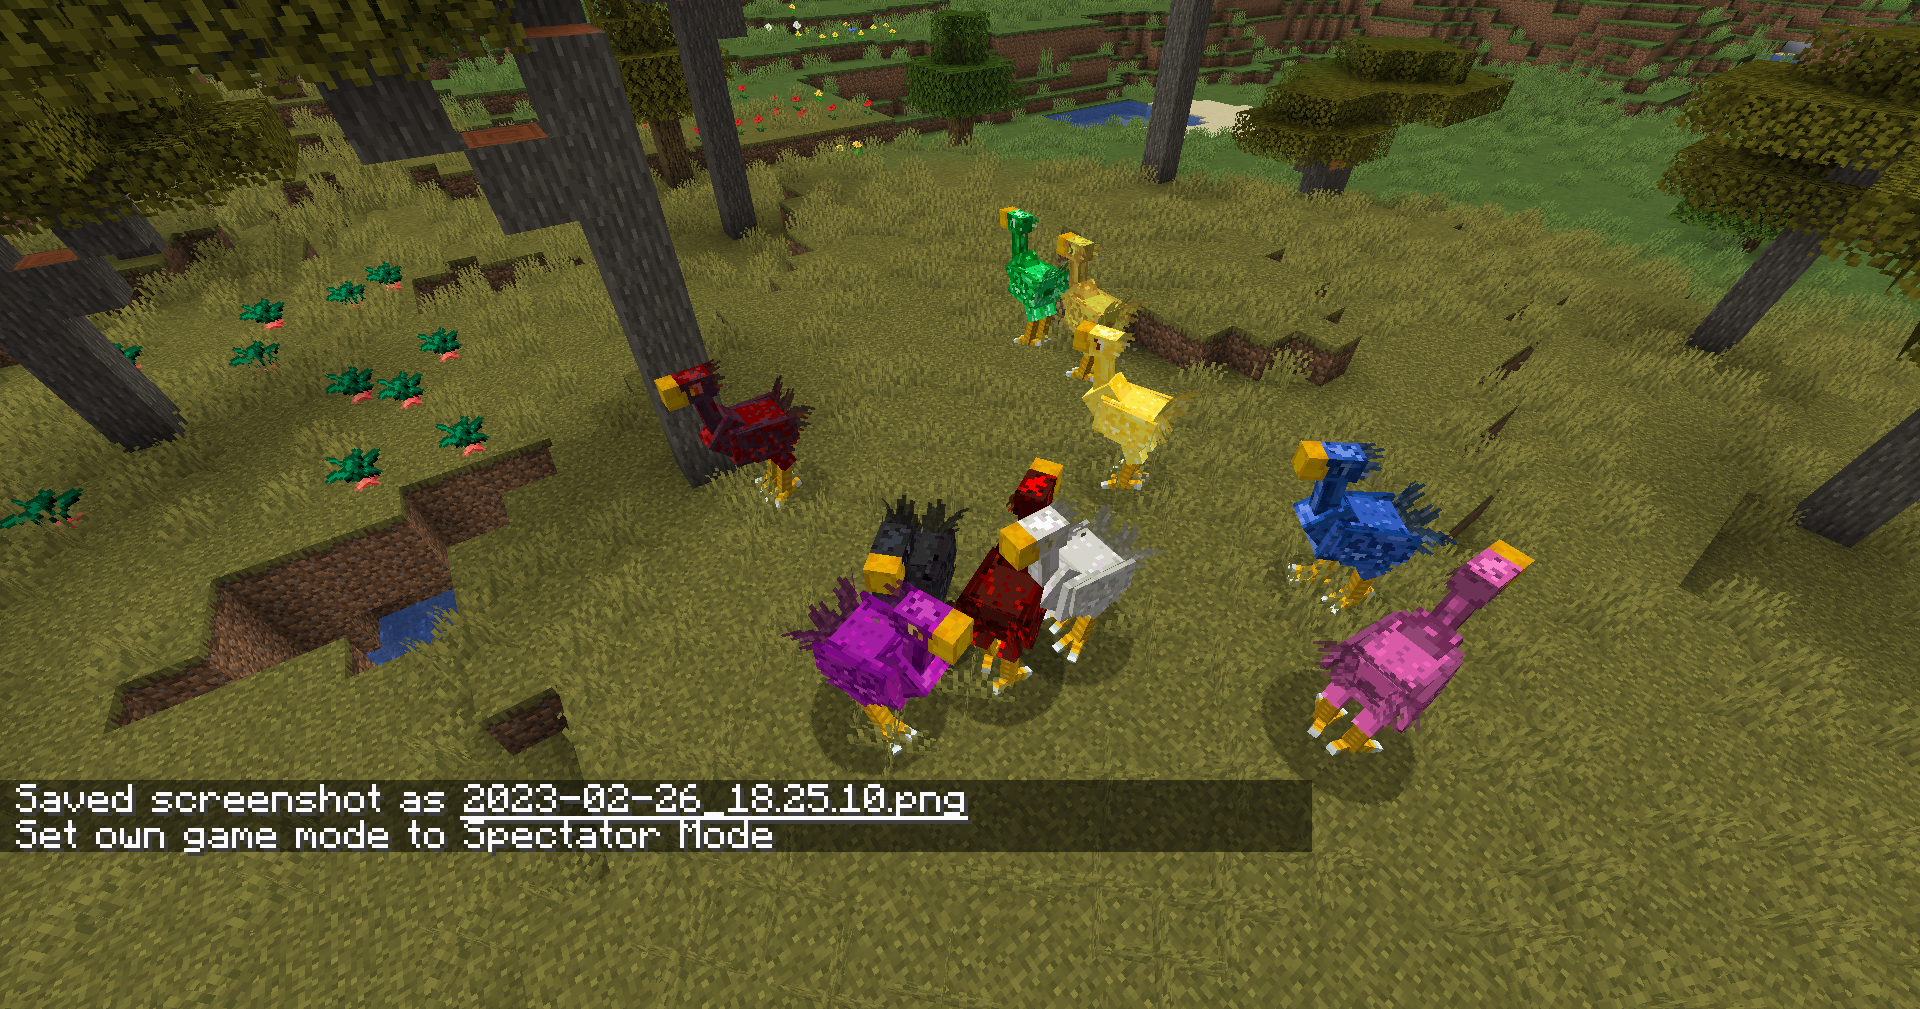 Saved screenshot as 2023-02-26_18.25.10.png
Set own game mode to Spectator Mode